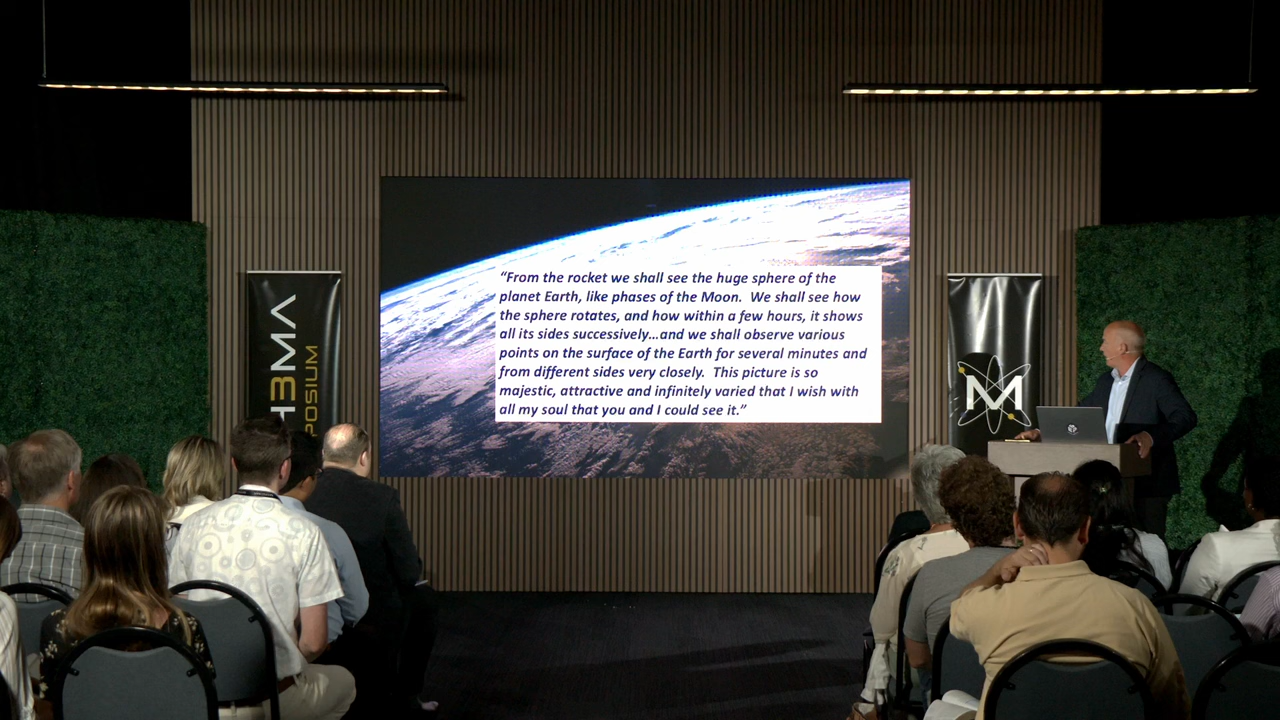 “From the rocket we shall see the huge sphere of the
planet Earth, like phases of the Moon.  We shall see how
the sphere rotates, and how within a few hours, it shows
all its sides successively…and we shall observe various
points on the surface of the Earth for several minutes and
from different sides very closely.  This picture is so
majestic, attractive and infinitely varied that I wish with
all my soul that you and I could see it.”
H3MA
POSIUM
M